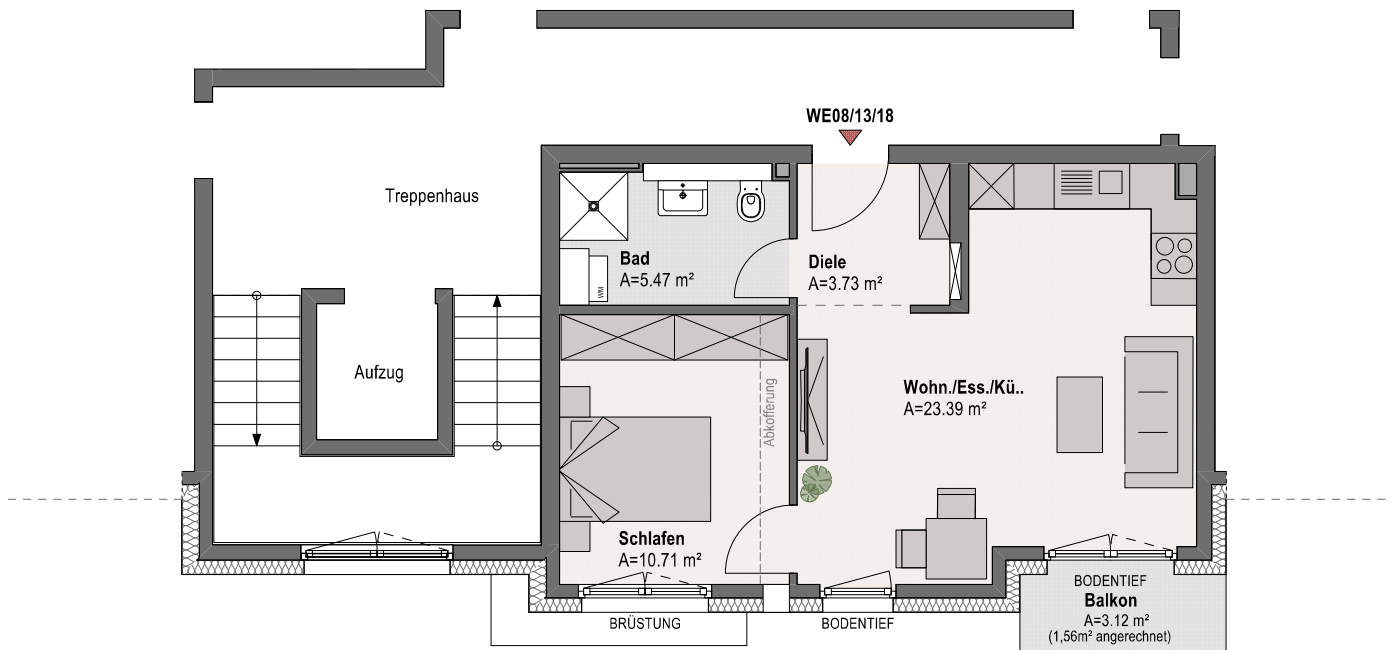 WE08/13/18
Treppenhaus
Bad
A=5.47 m²
WM
Diele
A=3.73 m²
Aufzug
Abkofferung
Wohn./Ess./Kü..
A=23.39 m²
Schlafen
A=10.71 m²
BRÜSTUNG
BODENTIEF
BODENTIEF
Balkon
A=3.12 m²
(1,56m² angerechnet)